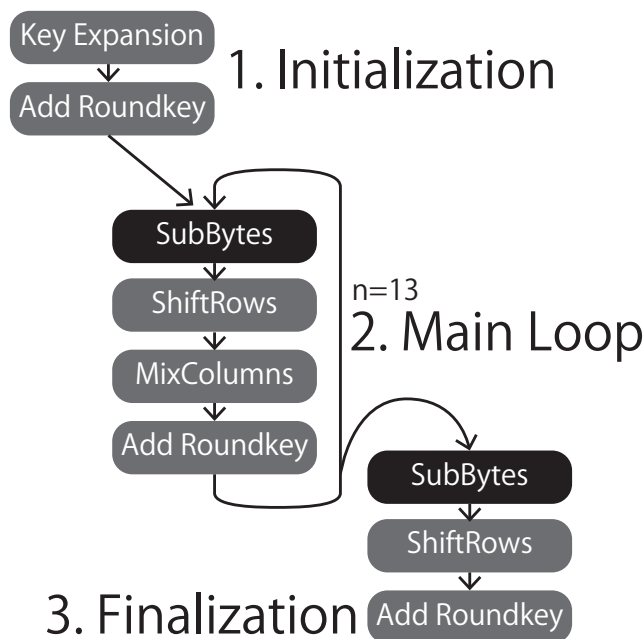 Key Expansion
1. Initialization
Add Roundkey
SubBytes
ShiftRows
n=13
2. Main Loop
MixColumns
Add Roundkey
SubBytes
ShiftRows
3. Finalization
Add Roundkey